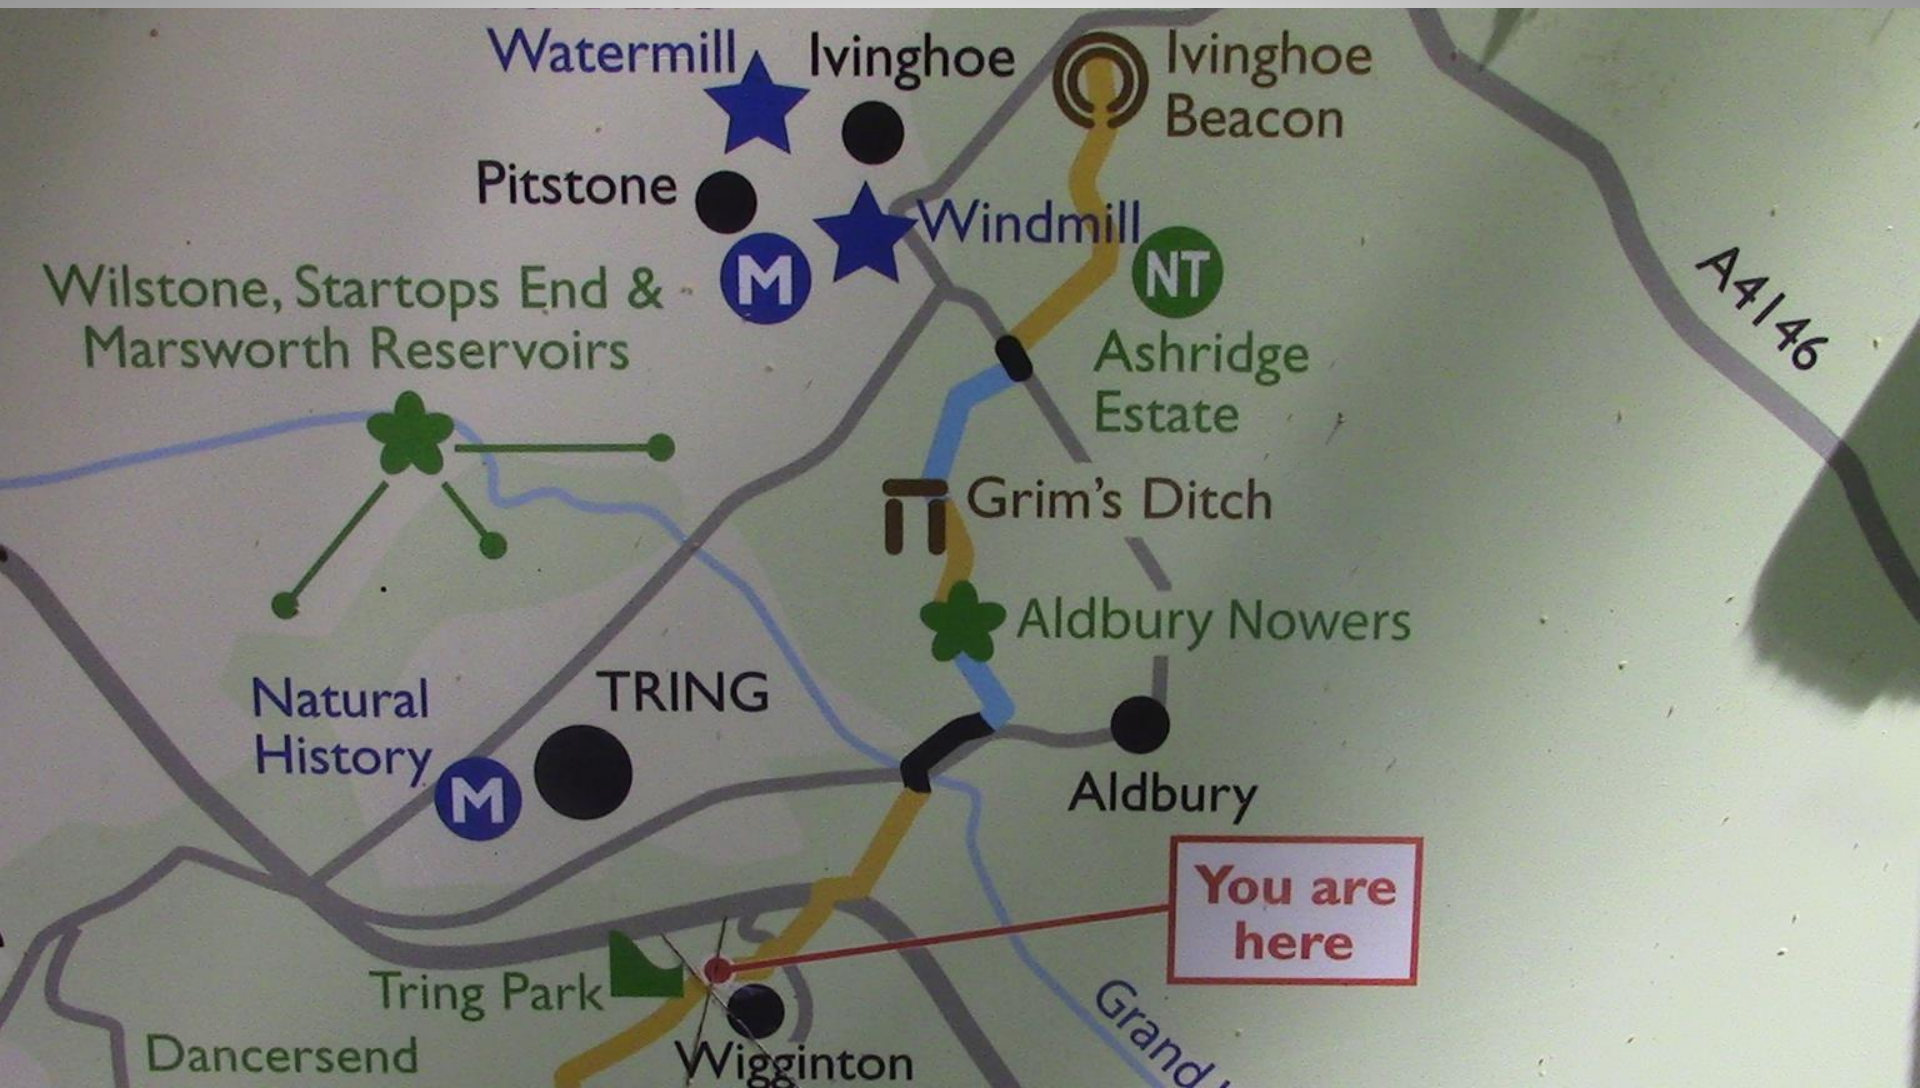 Watermill
Ivinghoe
Ivinghoe
Beacon
Pitstone
Windmill
M
NT
Wilstone, Startops End &
Marsworth Reservoirs
A4146
Ashridge
Estate
Grim's Ditch
Aldbury Nowers
TRING
Natural
History
M
Aldbury
You are
here
Tring Park
Grand
Dancersend
Wigginton